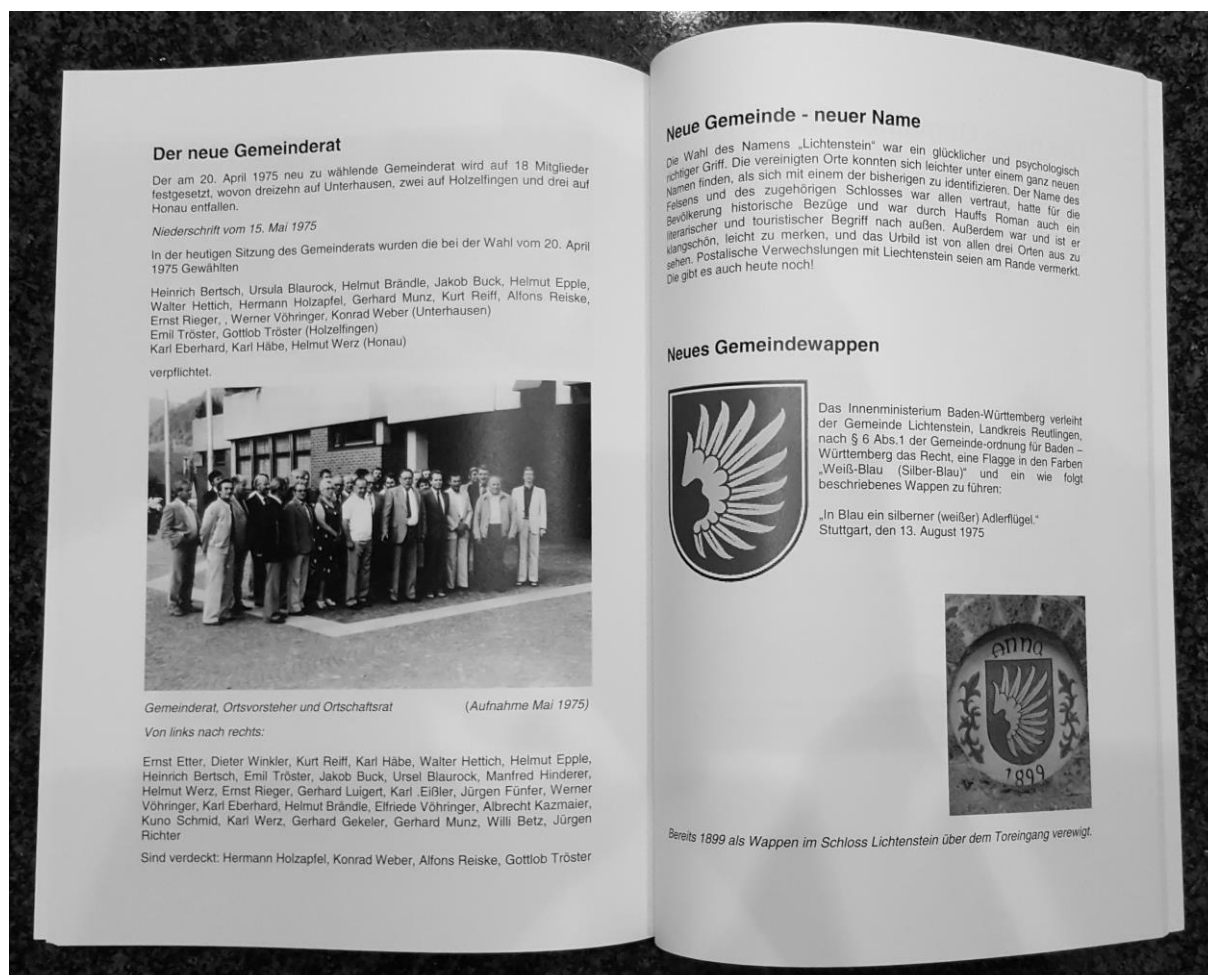 Der neue Gemeinderat
Der am 20. April 1975 neu zu wählende Gemeinderat wird auf 18 Mitglieder
festgesetzt, wovon dreizehn auf Unterhausen, zwei auf Holzelfingen und drei auf
Honau entfallen.
Niederschrift vom 15. Mai 1975
In der heutigen Sitzung des Gemeinderats wurden die bei der Wahl vom 20. April
1975 Gewählten
Heinrich Bertsch, Ursula Blaurock, Helmut Brändle, Jakob Buck, Helmut Epple,
Walter Hettich, Hermann Holzapfel, Gerhard Munz, Kurt Reiff, Alfons Reiske,
Ernst Rieger, , Werner Vöhringer, Konrad Weber (Unterhausen)
Emil Tröster, Gottlob Tröster (Holzelfingen)
Karl Eberhard, Karl Häbe, Helmut Werz (Honau)
verpflichtet.
Gemeinderat, Ortsvorsteher und Ortschaftsrat (Aufnahme Mai 1975)
Von links nach rechts:
Ernst Etter, Dieter Winkler, Kurt Reiff, Karl Häbe, Walter Hettich, Helmut Epple,
Heinrich Bertsch, Emil Tröster, Jakob Buck, Ursel Blaurock, Manfred Hinderer,
Helmut Werz, Ernst Rieger, Gerhard Luigert, Karl .Eißler, Jürgen Fünfer, Werner
Vöhringer, Karl Eberhard, Helmut Brändle, Elfriede Vöhringer, Albrecht Kazmaier,
Kuno Schmid, Karl Werz, Gerhard Gekeler, Gerhard Munz, Willi Betz, Jürgen
Richter
Sind verdeckt: Hermann Holzapfel, Konrad Weber, Alfons Reiske, Gottlob Tröster
Neue Gemeinde - neuer Name
Die Wahl des Namens „Lichtenstein“ war ein glücklicher und psychologisch
richtiger Griff. Die vereinigten Orte konnten sich leichter unter einem ganz neuen
Namen finden, als sich mit einem der bisherigen zu identifizieren. Der Name des
Felsens und des zugehörigen Schlosses war allen vertraut, hatte für die
Bevölkerung historische Bezüge und war durch Hauffs Roman auch ein
literarischer und touristischer Begriff nach außen. Außerdem war und ist er
klangschön, leicht zu merken, und das Urbild ist von allen drei Orten aus zu
sehen. Postalische Verwechslungen mit Liechtenstein seien am Rande vermerkt.
Die gibt es auch heute noch!
Neues Gemeindewappen
Das Innenministerium Baden-Württemberg verleiht
der Gemeinde Lichtenstein, Landkreis Reutlingen,
nach § 6 Abs.1 der Gemeinde-ordnung für Baden –
Württemberg das Recht, eine Flagge in den Farben
„Weiß-Blau (Silber-Blau)“ und ein wie folgt
beschriebenes Wappen zu führen:
„In Blau ein silberner (weißer) Adlerflügel.“
Stuttgart, den 13. August 1975
ANNA
1899
Bereits 1899 als Wappen im Schloss Lichtenstein über dem Toreingang verewigt.